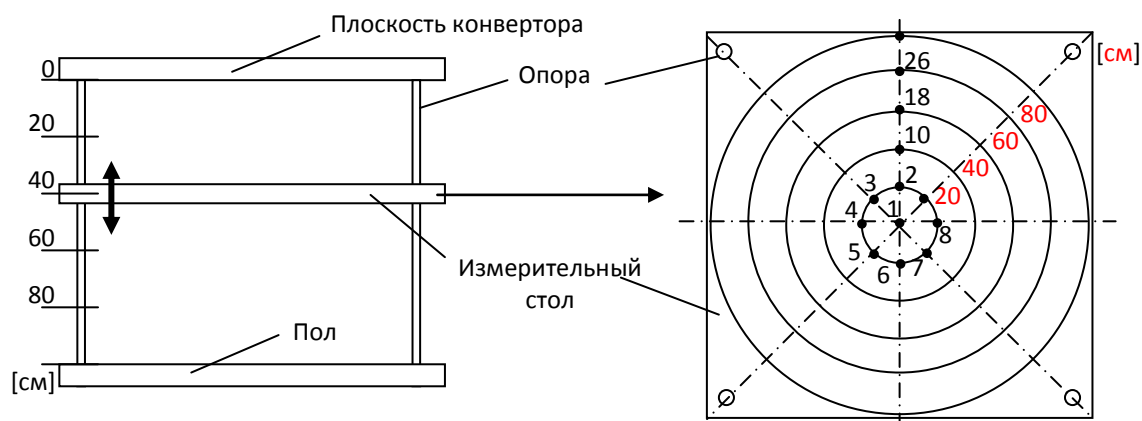 Плоскость конвертора
0
Опора
20
40
60
80
Измерительный
стол
Пол
[см]
[см]
26
18
80
10
60
40
3
2
20
4
1
8
5
6
7